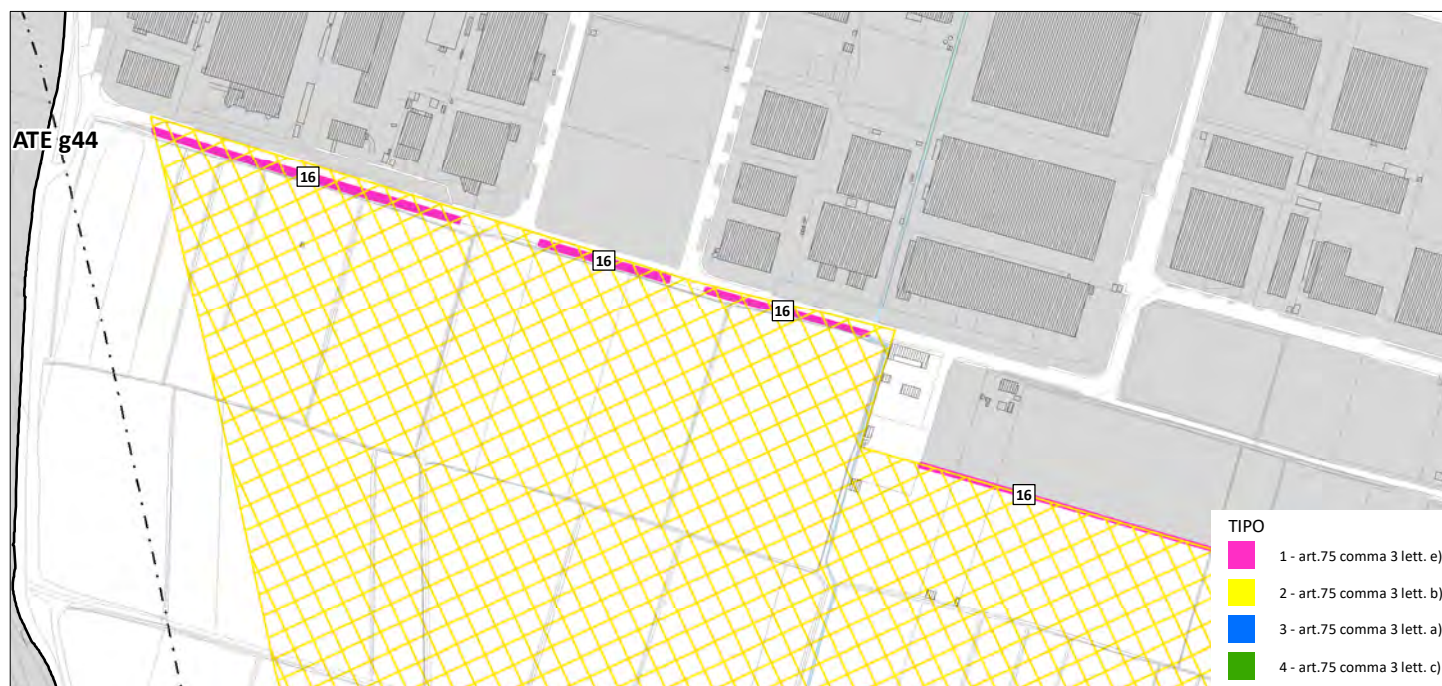 ATE g44
16
16
16
16
TIPO
1 - art.75 comma 3 lett. e)
2 - art.75 comma 3 lett. b)
3 - art.75 comma 3 lett. a)
4 - art.75 comma 3 lett. c)